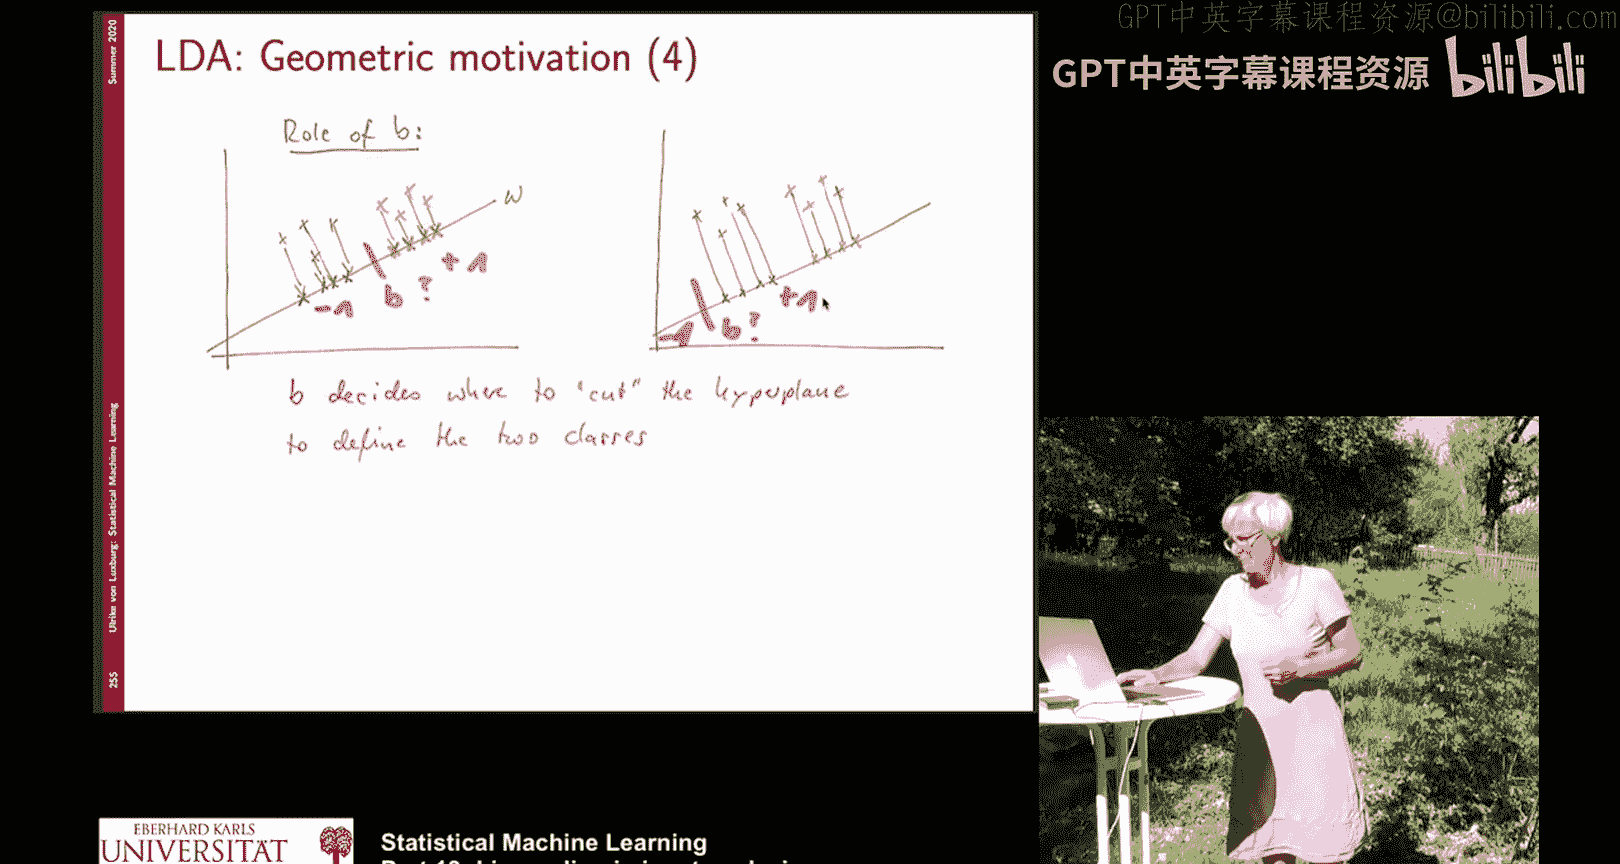 GPT中英字幕课程资源@bilibili.com
GPT中英字幕课程资源 bilibili
Summer 2020
LDA: Geometric motivation (4)
Role of b:
w
-1 b ? +1
-1 b? +1
b decides where to "cut" the hyperplane
to define the two classes
Ulrike von Luxburg: Statistical Machine Learning
255
EBERHARD KARLS
UNIVERSITÄT
Statistical Machine Learning